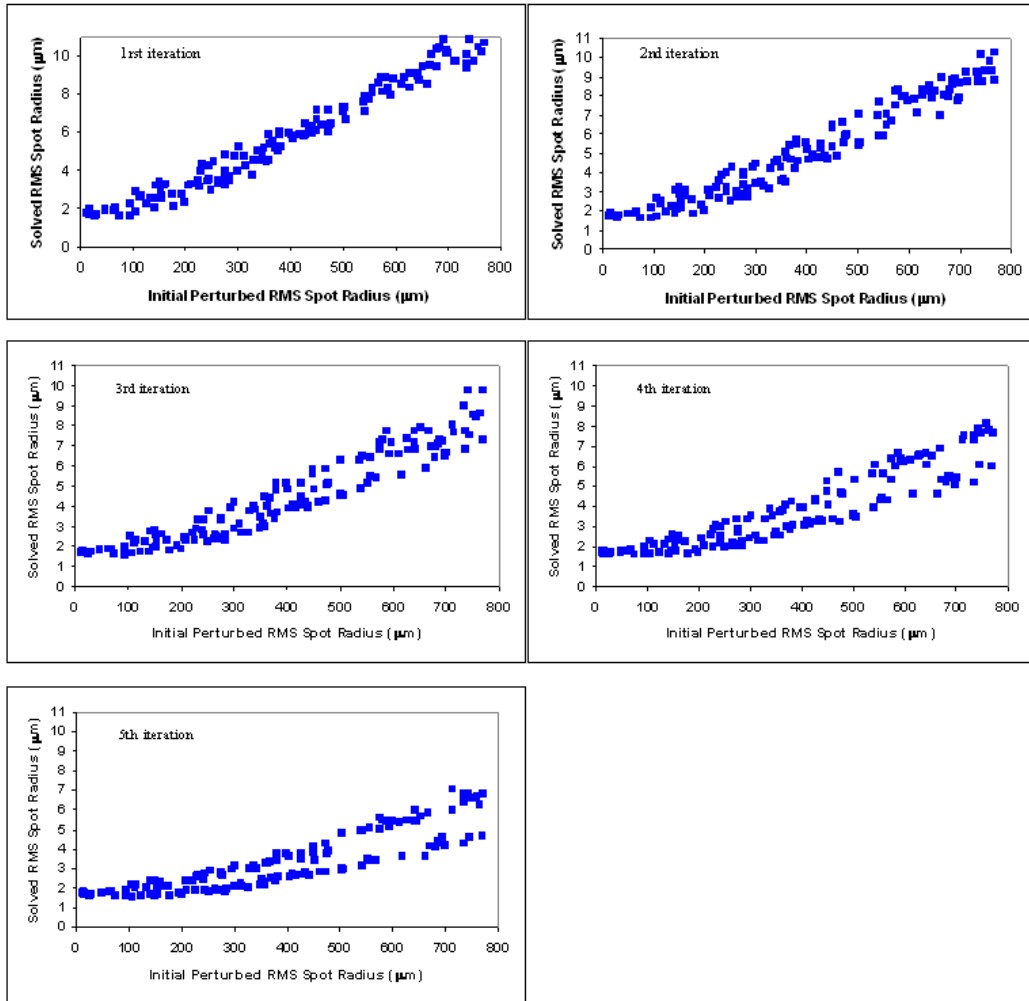 1rst iteration
Solved RMS Spot Radius (µm)
10
8
6
4
2
0
0 100 200 300 400 500 600 700 800
Initial Perturbed RMS Spot Radius (µm)
2nd iteration
Solved RMS Spot Radius (µm)
11
10
9
8
7
6
5
4
3
2
1
0
0 100 200 300 400 500 600 700 800
Initial Perturbed RMS Spot Radius (µm)
3rd iteration
Solved RMS Spot Radius (µm)
11
10
9
8
7
6
5
4
3
2
1
0
0 100 200 300 400 500 600 700 800
Initial Perturbed RMS Spot Radius (µm)
4th iteration
Solved RMS Spot Radius (µm)
11
10
9
8
7
6
5
4
3
2
1
0
0 100 200 300 400 500 600 700 800
Initial Perturbed RMS Spot Radius (µm)
5th iteration
Solved RMS Spot Radius (µm)
11
10
9
8
7
6
5
4
3
2
1
0
0 100 200 300 400 500 600 700 800
Initial Perturbed RMS Spot Radius (µm)